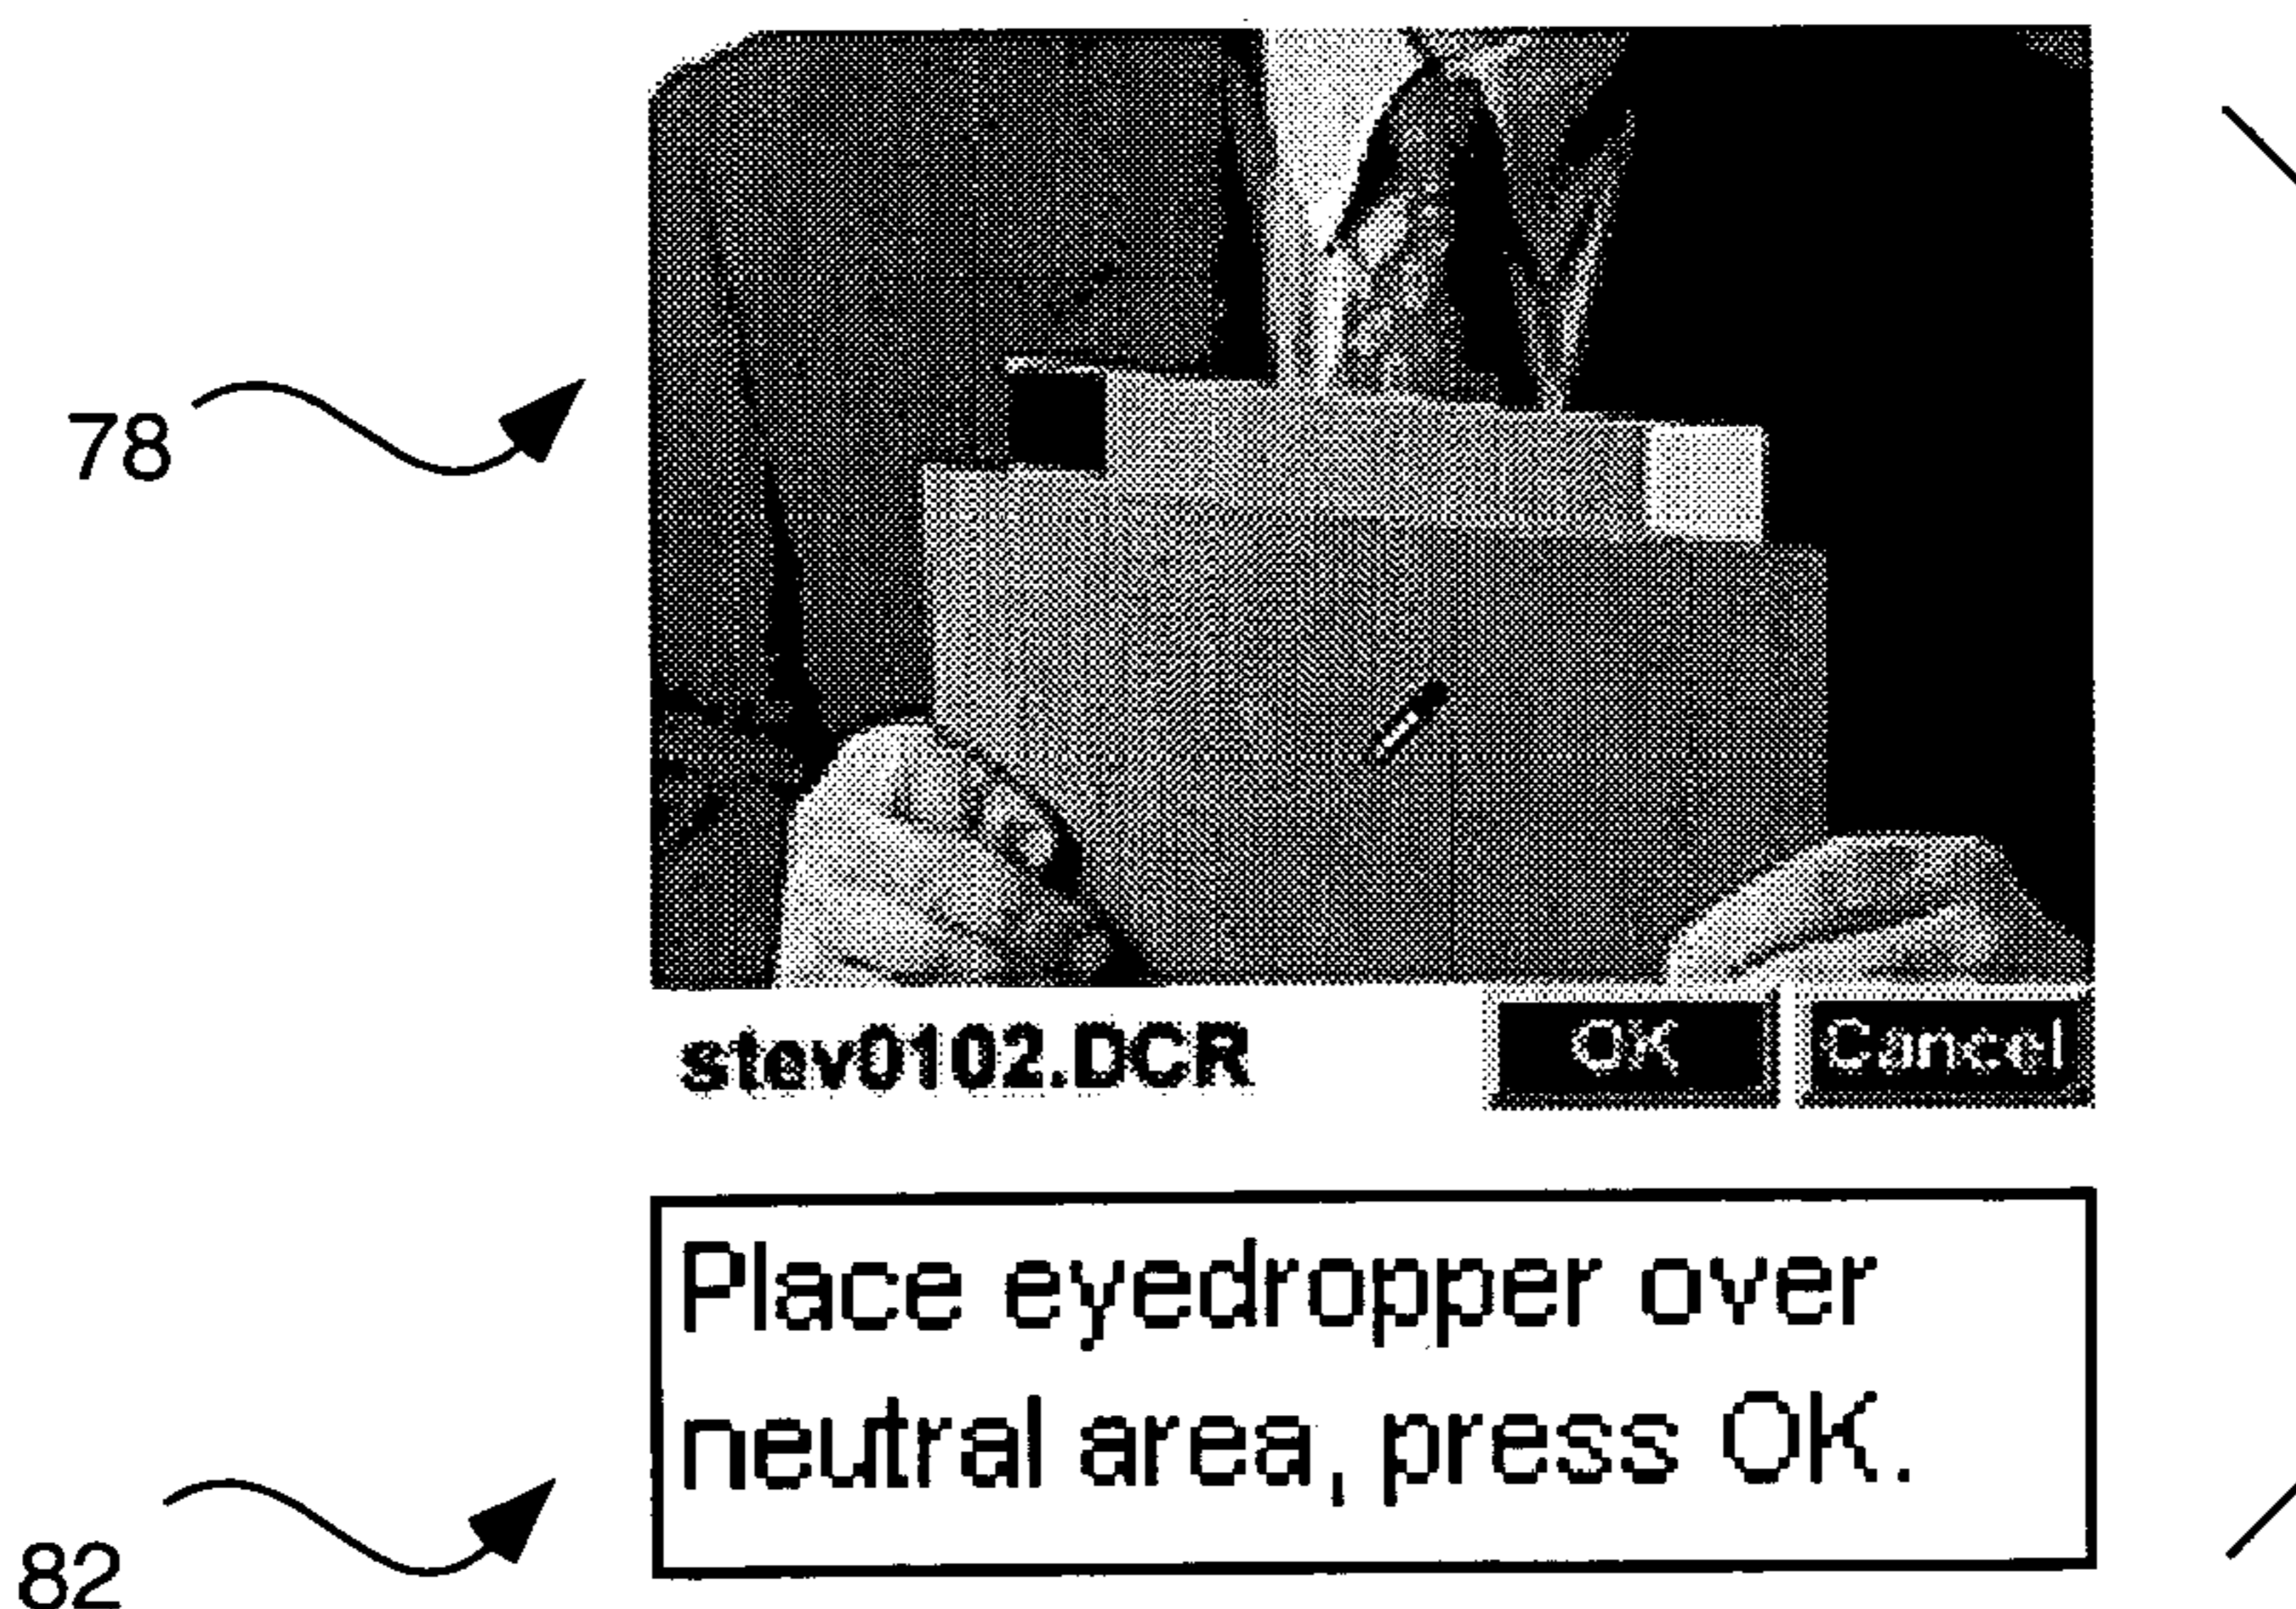 78
stev0102.DCR
OK
Cancel
Place eyedropper over
neutral area, press OK.
82